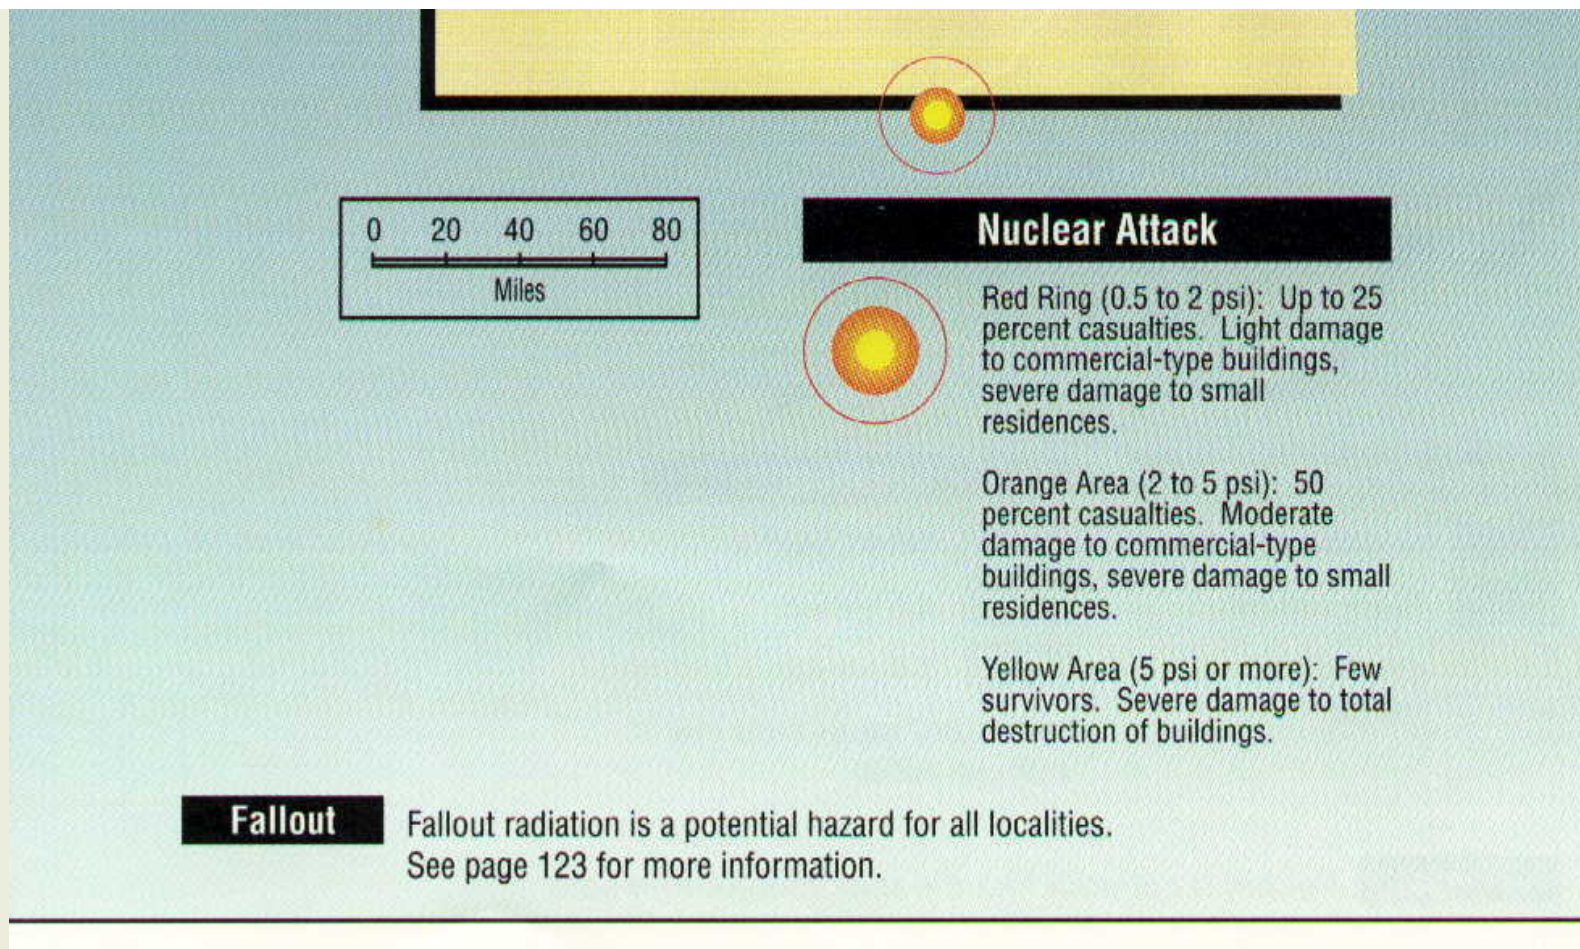 0 20 40 60 80
Miles
Nuclear Attack
Red Ring (0.5 to 2 psi): Up to 25
percent casualties. Light damage
to commercial-type buildings,
severe damage to small
residences.
Orange Area (2 to 5 psi): 50
percent casualties. Moderate
damage to commercial-type
buildings, severe damage to small
residences.
Yellow Area (5 psi or more): Few
survivors. Severe damage to total
destruction of buildings.
Fallout
Fallout radiation is a potential hazard for all localities.
See page 123 for more information.